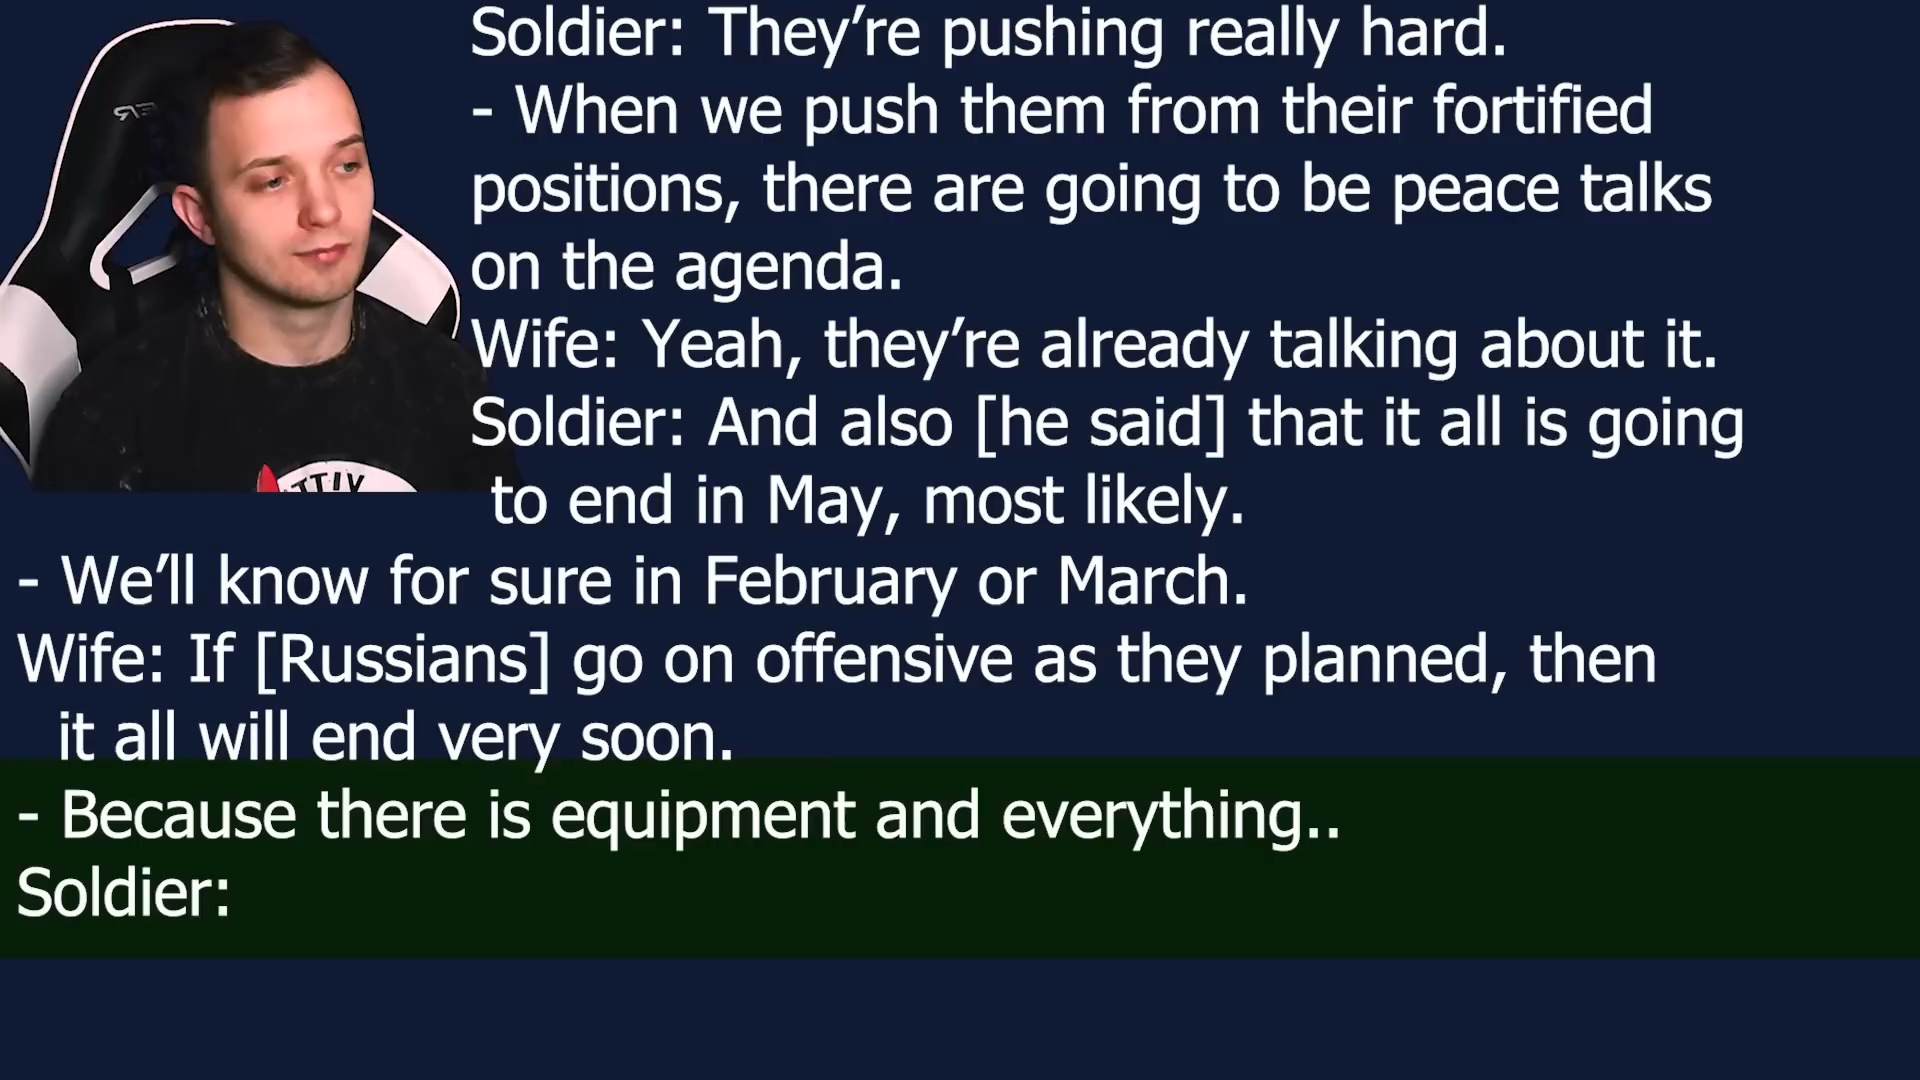 Soldier: They're pushing really hard.
- When we push them from their fortified
positions, there are going to be peace talks
on the agenda.
Wife: Yeah, they're already talking about it.
Soldier: And also [he said] that it all is going
to end in May, most likely.
- We'll know for sure in February or March.
Wife: If [Russians] go on offensive as they planned, then
it all will end very soon.
- Because there is equipment and everything..
Soldier: